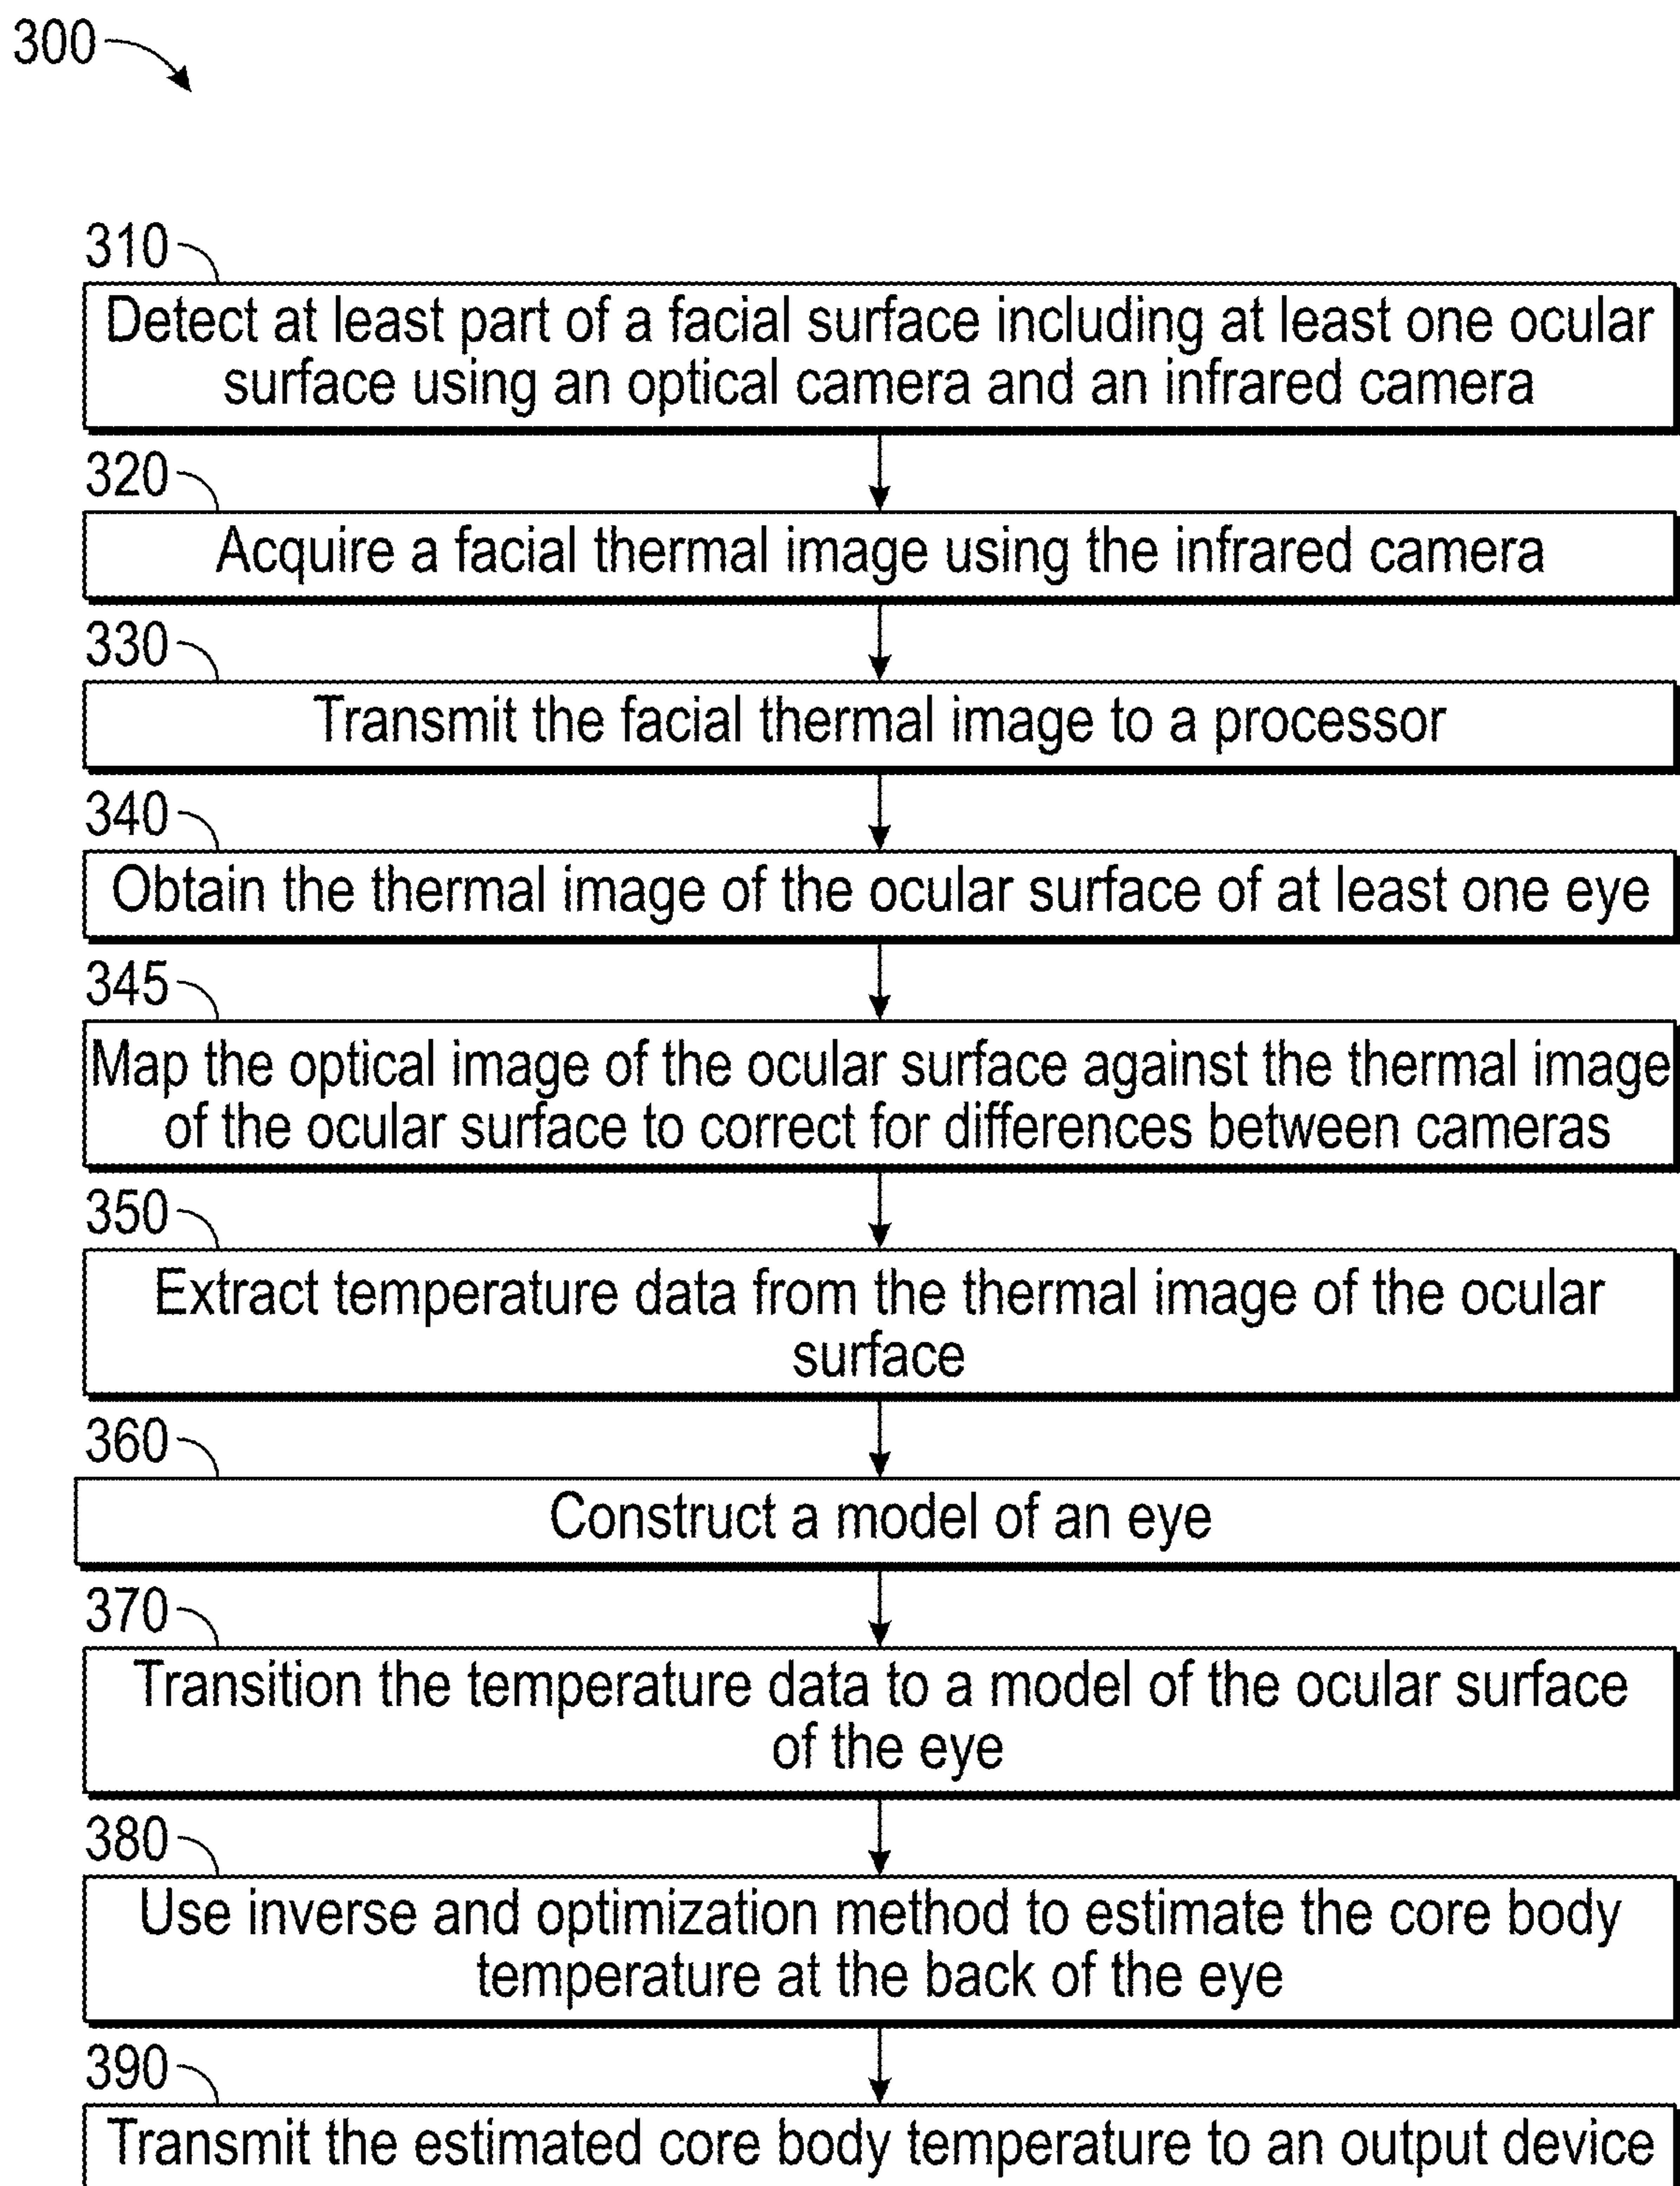 300
310
Detect at least part of a facial surface including at least one ocular
surface using an optical camera and an infrared camera
320
Acquire a facial thermal image using the infrared camera
330
Transmit the facial thermal image to a processor
340
Obtain the thermal image of the ocular surface of at least one eye
345
Map the optical image of the ocular surface against the thermal image
of the ocular surface to correct for differences between cameras
350
Extract temperature data from the thermal image of the ocular
surface
360
Construct a model of an eye
370
Transition the temperature data to a model of the ocular surface
of the eye
380
Use inverse and optimization method to estimate the core body
temperature at the back of the eye
390
Transmit the estimated core body temperature to an output device